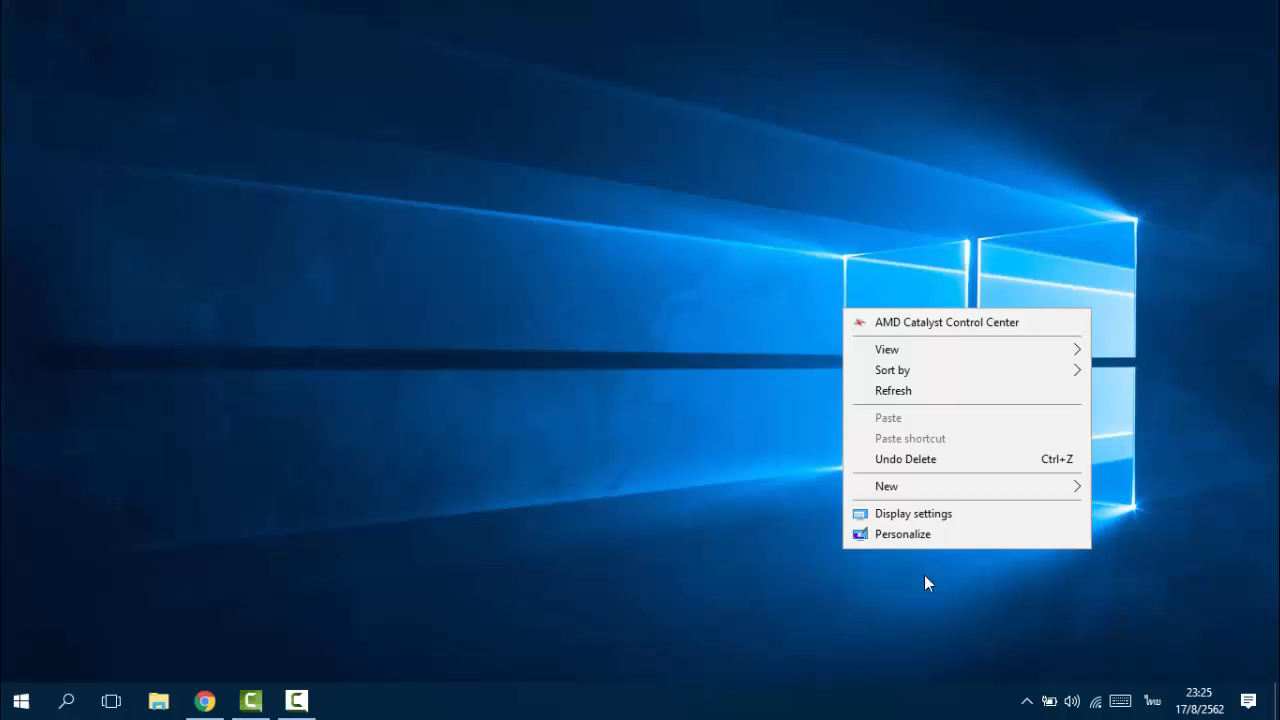 AMD Catalyst Control Center
View
Sort by
Refresh
Paste
Paste shortcut
Undo Delete Ctrl+Z
New
Display settings
Personalize
ไทย
23:25
17/8/2562